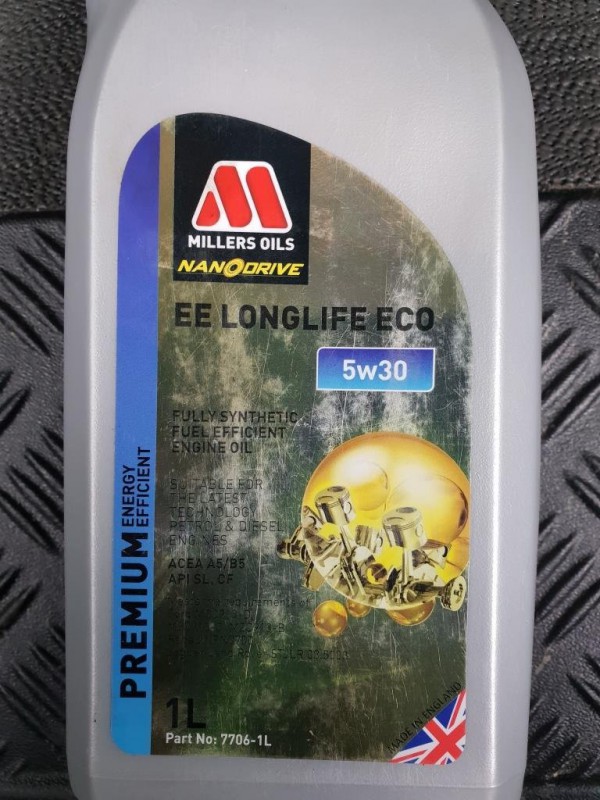 MILLERS OILS
NANODRIVE
EE LONGLIFE ECO
5w30
FULLY SYNTHETIC
FUEL EFFICIENT
ENGINE OIL
SUITABLE FOR
THE LATEST
TECHNOLOGY
PETROL & DIESEL
ENGINES
ACEA A5/B5
API SL, CF
PREMIUM ENERGY
EFFICIENT
1L
Part No: 7706-1L
MADE IN ENGLAND